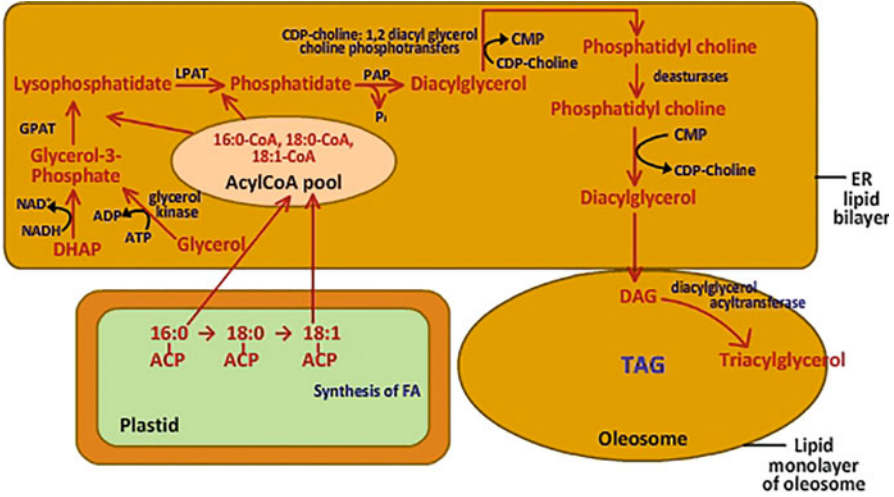 CDP-choline: 1,2 diacyl glycerol
choline phosphotransfers
CMP
CDP-Choline
Phosphatidyl choline
deasturases
Lysophosphatidate
LPAT
Phosphatidate
PAP
Pi
Diacylglycerol
Phosphatidyl choline
CMP
CDP-Choline
Diacylglycerol
16:0-CoA, 18:0-CoA,
18:1-CoA
AcylCoA pool
GPAT
Glycerol-3-
Phosphate
NAD+
NADH
DHAP
ADP
ATP
glycerol
kinase
Glycerol
ER
lipid
bilayer
16:0 → 18:0 → 18:1
ACP ACP ACP
Synthesis of FA
Plastid
DAG
diacylglycerol
acyltransferase
TAG
Triacylglycerol
Oleosome
Lipid
monolayer
of oleosome